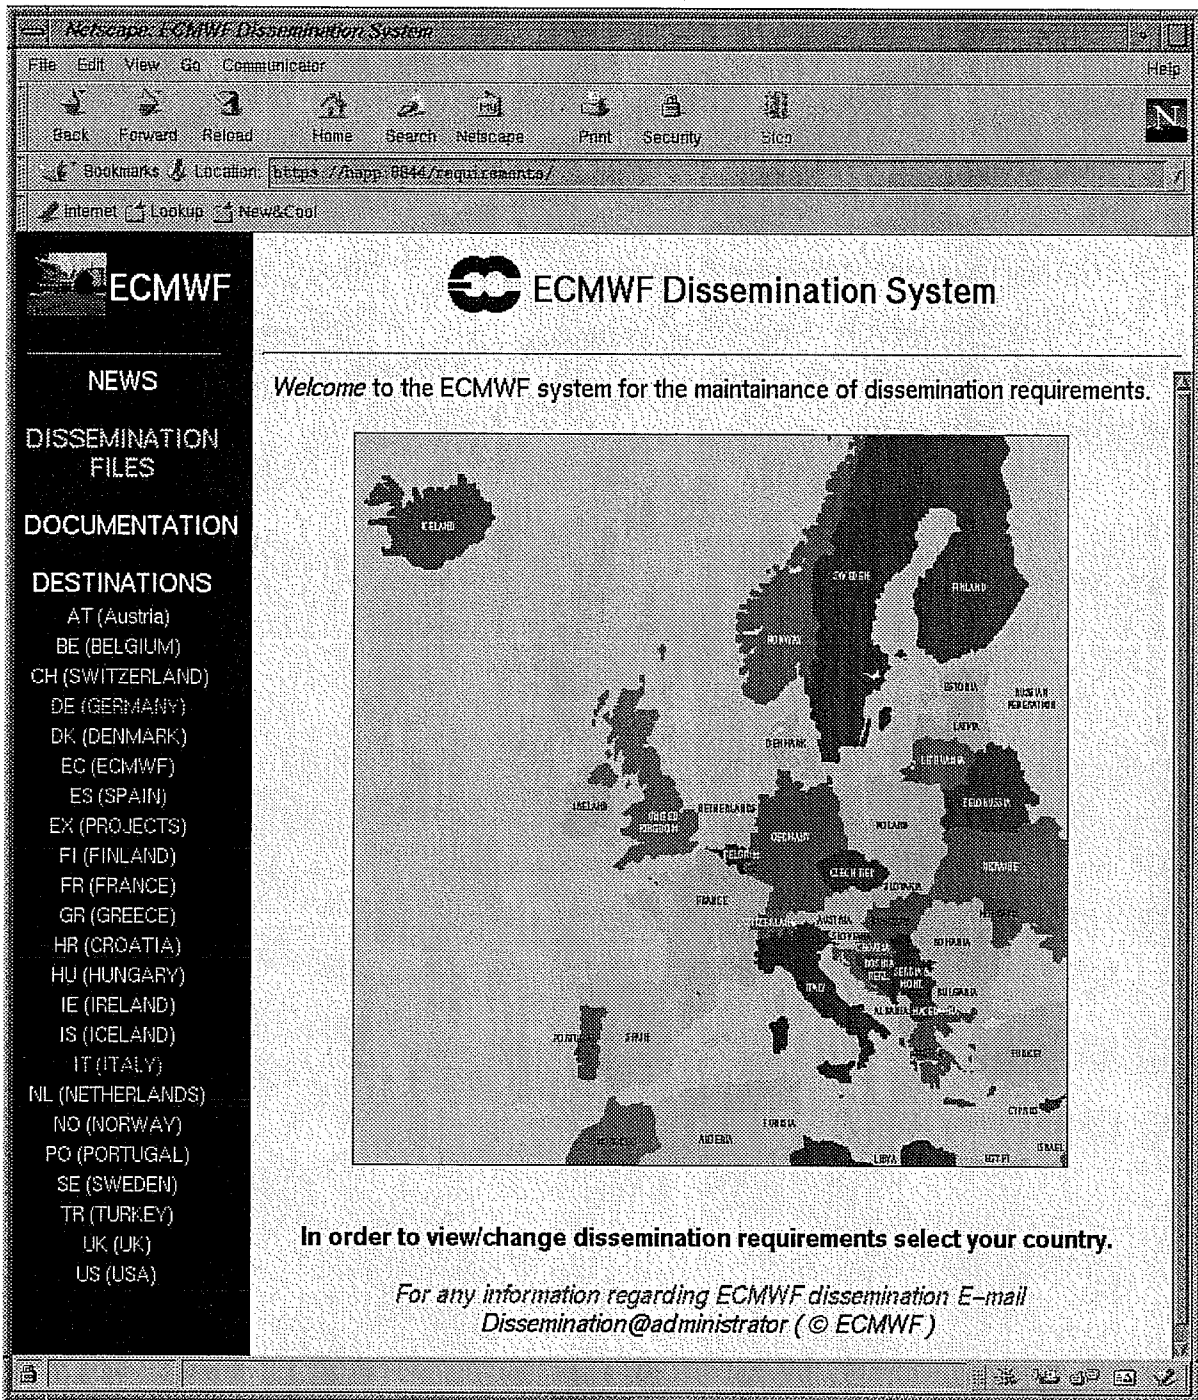 Netscape: ECMWF Dissemination System
File Edit View Go Communicator Help
Back Forward Reload Home Search Netscape Print Security Stop
Bookmarks Location: https://happ:9844/requirements/
Internet Lookup New&Cool
ECMWF
ECMWF Dissemination System
NEWS
DISSEMINATION
FILES
DOCUMENTATION
DESTINATIONS
AT (Austria)
BE (BELGIUM)
CH (SWITZERLAND)
DE (GERMANY)
DK (DENMARK)
EC (ECMWF)
ES (SPAIN)
EX (PROJECTS)
FI (FINLAND)
FR (FRANCE)
GR (GREECE)
HR (CROATIA)
HU (HUNGARY)
IE (IRELAND)
IS (ICELAND)
IT (ITALY)
NL (NETHERLANDS)
NO (NORWAY)
PO (PORTUGAL)
SE (SWEDEN)
TR (TURKEY)
UK (UK)
US (USA)
Welcome to the ECMWF system for the maintainance of dissemination requirements.
ICELAND
SWEDEN
FINLAND
NORWAY
ESTONIA
RUSSIAN
FEDERATION
LATVIA
DENMARK
LITHUANIA
BELORUSSIA
IRELAND
UNITED
KINGDOM
NETHERLANDS
GERMANY
POLAND
BELGIUM
CZECH REP
UKRAINE
SLOVAKIA
FRANCE
AUSTRIA
SLOVENIA
CROATIA
ROMANIA
BOSNIA
HERZ.
SERBIA
MONT.
ITALY
BULGARIA
ALBANIA
MACEDONIA
PORTUGAL
SPAIN
TURKEY
CYPRUS
TUNISIA
MOROCCO
ALGERIA
LIBYA
EGYPT
ISRAEL
In order to view/change dissemination requirements select your country.
For any information regarding ECMWF dissemination E-mail
Dissemination@administrator ( © ECMWF )